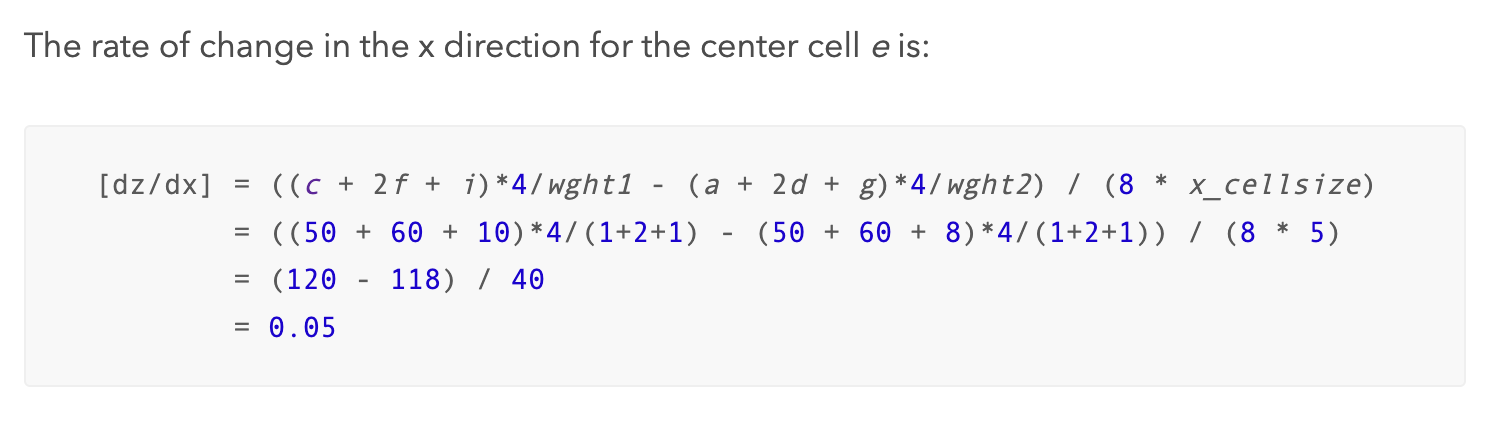 The rate of change in the x direction for the center cell e is:
[dz/dx] = ((c + 2f + i)*4/wght1 - (a + 2d + g)*4/wght2) / (8 * x_cellsize)
= ((50 + 60 + 10)*4/(1+2+1) - (50 + 60 + 8)*4/(1+2+1)) / (8 * 5)
= (120 - 118) / 40
= 0.05